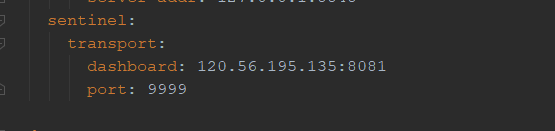 sentinel:
transport:
dashboard: 120.56.195.135:8081
port: 9999